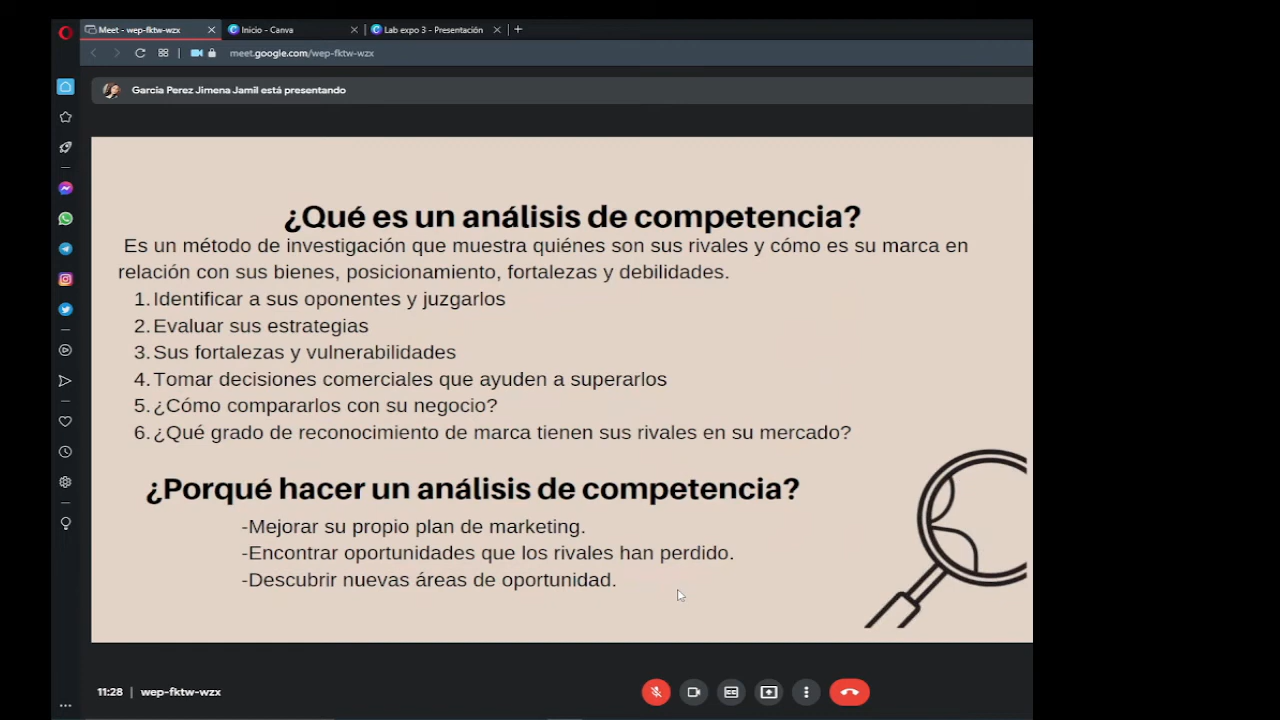 Meet - wep-fktw-wzx
Inicio - Canva
Lab expo 3 - Presentación
meet.google.com/wep-fktw-wzx
Garcia Perez Jimena Jamil está presentando
¿Qué es un análisis de competencia?
Es un método de investigación que muestra quiénes son sus rivales y cómo es su marca en
relación con sus bienes, posicionamiento, fortalezas y debilidades.
1. Identificar a sus oponentes y juzgarlos
2. Evaluar sus estrategias
3. Sus fortalezas y vulnerabilidades
4. Tomar decisiones comerciales que ayuden a superarlos
5. ¿Cómo compararlos con su negocio?
6. ¿Qué grado de reconocimiento de marca tienen sus rivales en su mercado?
¿Porqué hacer un análisis de competencia?
-Mejorar su propio plan de marketing.
-Encontrar oportunidades que los rivales han perdido.
-Descubrir nuevas áreas de oportunidad.
11:28 | wep-fktw-wzx